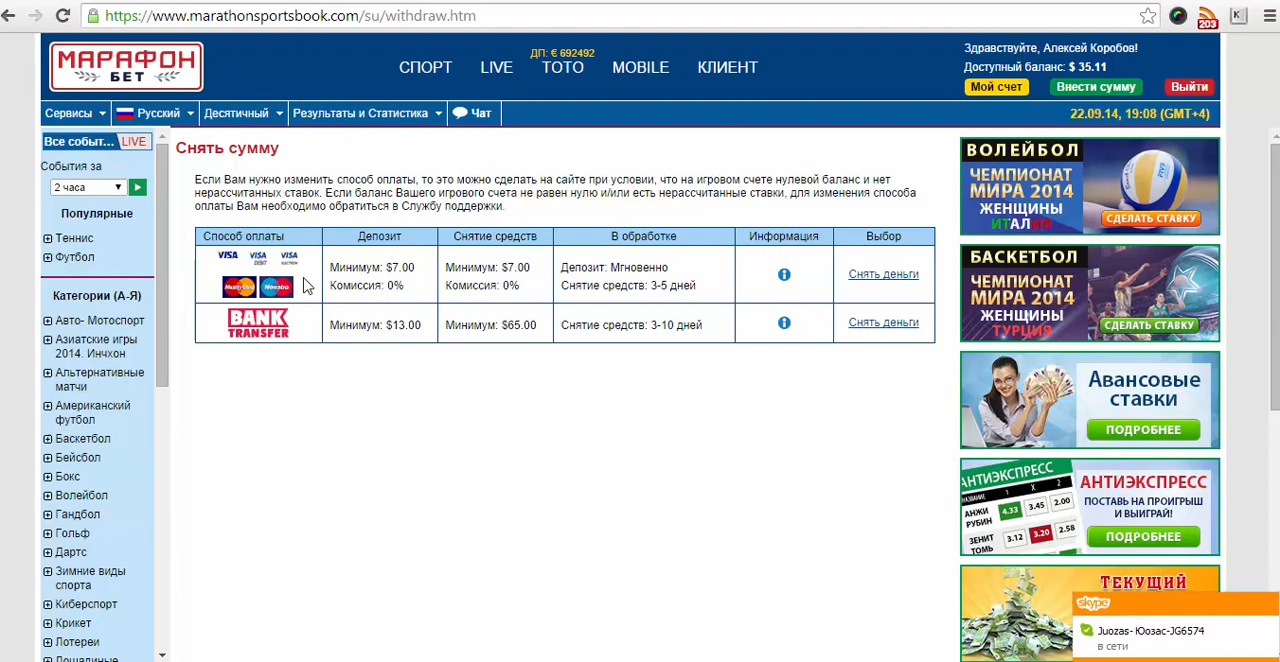 https://www.marathonsportsbook.com/su/withdraw.htm
203
K
МАРАФОН
БЕТ
СПОРТ
LIVE
ДП: € 692492
ТОТО
MOBILE
КЛИЕНТ
Здравствуйте, Алексей Коробов!
Доступный баланс: $ 35.11
Мой счет
Внести сумму
Выйти
Сервисы
Русский
Десятичный
Результаты и Статистика
Чат
22.09.14, 19:08 (GMT+4)
Все событ...
LIVE
События за
2 часа
Популярные
Теннис
Футбол
Категории (А-Я)
Авто- Мотоспорт
Азиатские игры
2014. Инчхон
Альтернативные
матчи
Американский
футбол
Баскетбол
Бейсбол
Бокс
Волейбол
Гандбол
Гольф
Дартс
Зимние виды
спорта
Киберспорт
Крикет
Лотереи
Лошадиные
Снять сумму
Если Вам нужно изменить способ оплаты, то это можно сделать на сайте при условии, что на игровом счете нулевой баланс и нет
нерассчитанных ставок. Если баланс Вашего игрового счета не равен нулю и/или есть нерассчитанные ставки, для изменения способа
оплаты Вам необходимо обратиться в Службу поддержки.
Способ оплаты Депозит Снятие средств В обработке Информация Выбор
VISA VISA DEBIT VISA ELECTRON
MasterCard Maestro
Минимум: $7.00
Комиссия: 0%
Минимум: $7.00
Комиссия: 0%
Депозит: Мгновенно
Снятие средств: 3-5 дней
Снять деньги
BANK
TRANSFER
Минимум: $13.00
Минимум: $65.00
Снятие средств: 3-10 дней
Снять деньги
ВОЛЕЙБОЛ
ЧЕМПИОНАТ
МИРА 2014
ЖЕНЩИНЫ
ИТАЛИЯ
СДЕЛАТЬ СТАВКУ
БАСКЕТБОЛ
ЧЕМПИОНАТ
МИРА 2014
ЖЕНЩИНЫ
ТУРЦИЯ
СДЕЛАТЬ СТАВКУ
Авансовые
ставки
ПОДРОБНЕЕ
АНТИЭКСПРЕСС
НАЗВАНИЕ 1 X 2
АНЖИ
РУБИН
4.33 3.45 2.00
ЗЕНИТ
ТОМЬ
3.12 3.20 2.58
АНТИЭКСПРЕСС
ПОСТАВЬ НА ПРОИГРЫШ
И ВЫИГРАЙ!
ПОДРОБНЕЕ
ТЕКУЩИЙ
skype
Juozas- Юозас-JG6574
в сети